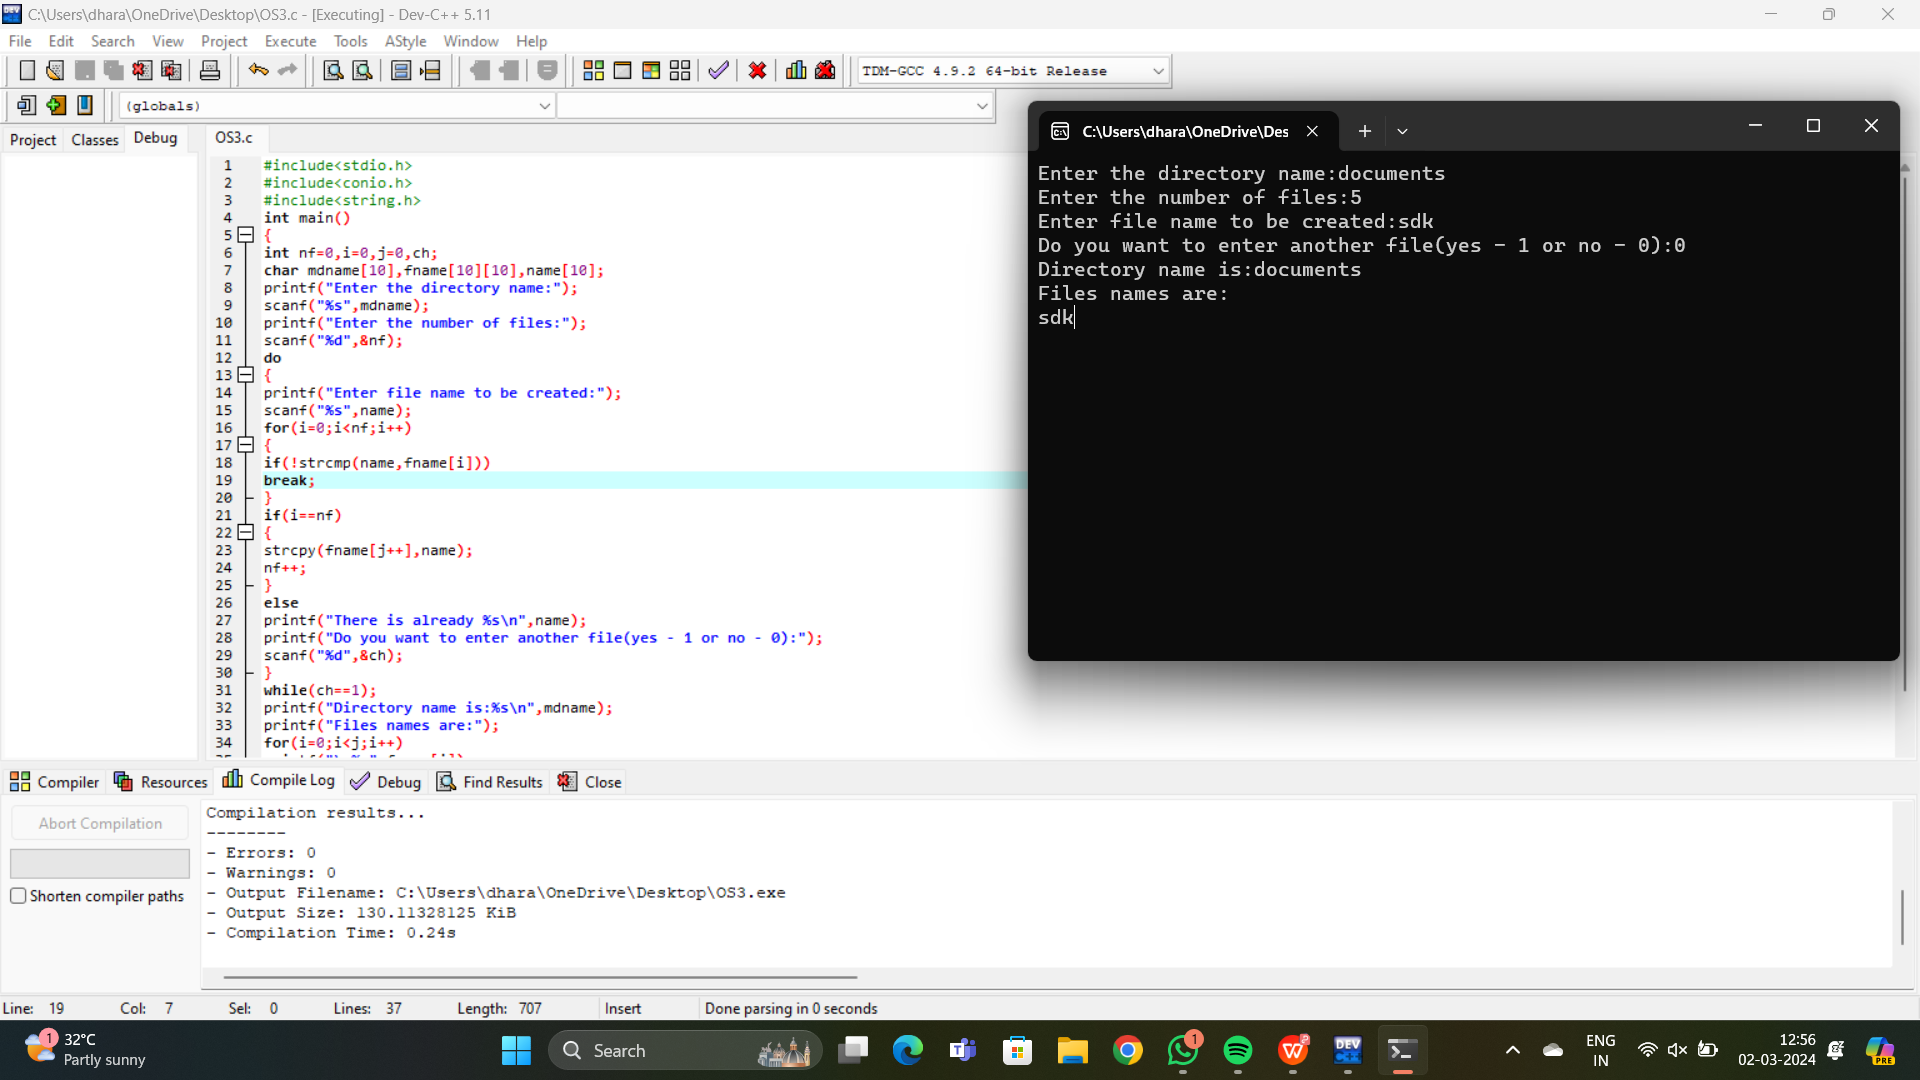 C:\Users\dhara\OneDrive\Desktop\OS3.c - [Executing] - Dev-C++ 5.11
File Edit Search View Project Execute Tools AStyle Window Help
TDM-GCC 4.9.2 64-bit Release
(globals)
Project Classes Debug
OS3.c
1 #include<stdio.h>
2 #include<conio.h>
3 #include<string.h>
4 int main()
5 {
6 int nf=0,i=0,j=0,ch;
7 char mdname[10],fname[10][10],name[10];
8 printf("Enter the directory name:");
9 scanf("%s",mdname);
10 printf("Enter the number of files:");
11 scanf("%d",&nf);
12 do
13 {
14 printf("Enter file name to be created:");
15 scanf("%s",name);
16 for(i=0;i<nf;i++)
17 {
18 if(!strcmp(name,fname[i]))
19 break;
20 }
21 if(i==nf)
22 {
23 strcpy(fname[j++],name);
24 nf++;
25 }
26 else
27 printf("There is already %s\n",name);
28 printf("Do you want to enter another file(yes - 1 or no - 0):");
29 scanf("%d",&ch);
30 }
31 while(ch==1);
32 printf("Directory name is:%s\n",mdname);
33 printf("Files names are:");
34 for(i=0;i<j;i++)
C:\Users\dhara\OneDrive\Des
Enter the directory name:documents
Enter the number of files:5
Enter file name to be created:sdk
Do you want to enter another file(yes - 1 or no - 0):0
Directory name is:documents
Files names are:
sdk
Compiler Resources Compile Log Debug Find Results Close
Abort Compilation
Shorten compiler paths
Compilation results...
--------
- Errors: 0
- Warnings: 0
- Output Filename: C:\Users\dhara\OneDrive\Desktop\OS3.exe
- Output Size: 130.11328125 KiB
- Compilation Time: 0.24s
Line: 19 Col: 7 Sel: 0 Lines: 37 Length: 707 Insert Done parsing in 0 seconds
1
32°C
Partly sunny
Search
1
DEV
C++
ENG
IN
12:56
02-03-2024
PRE